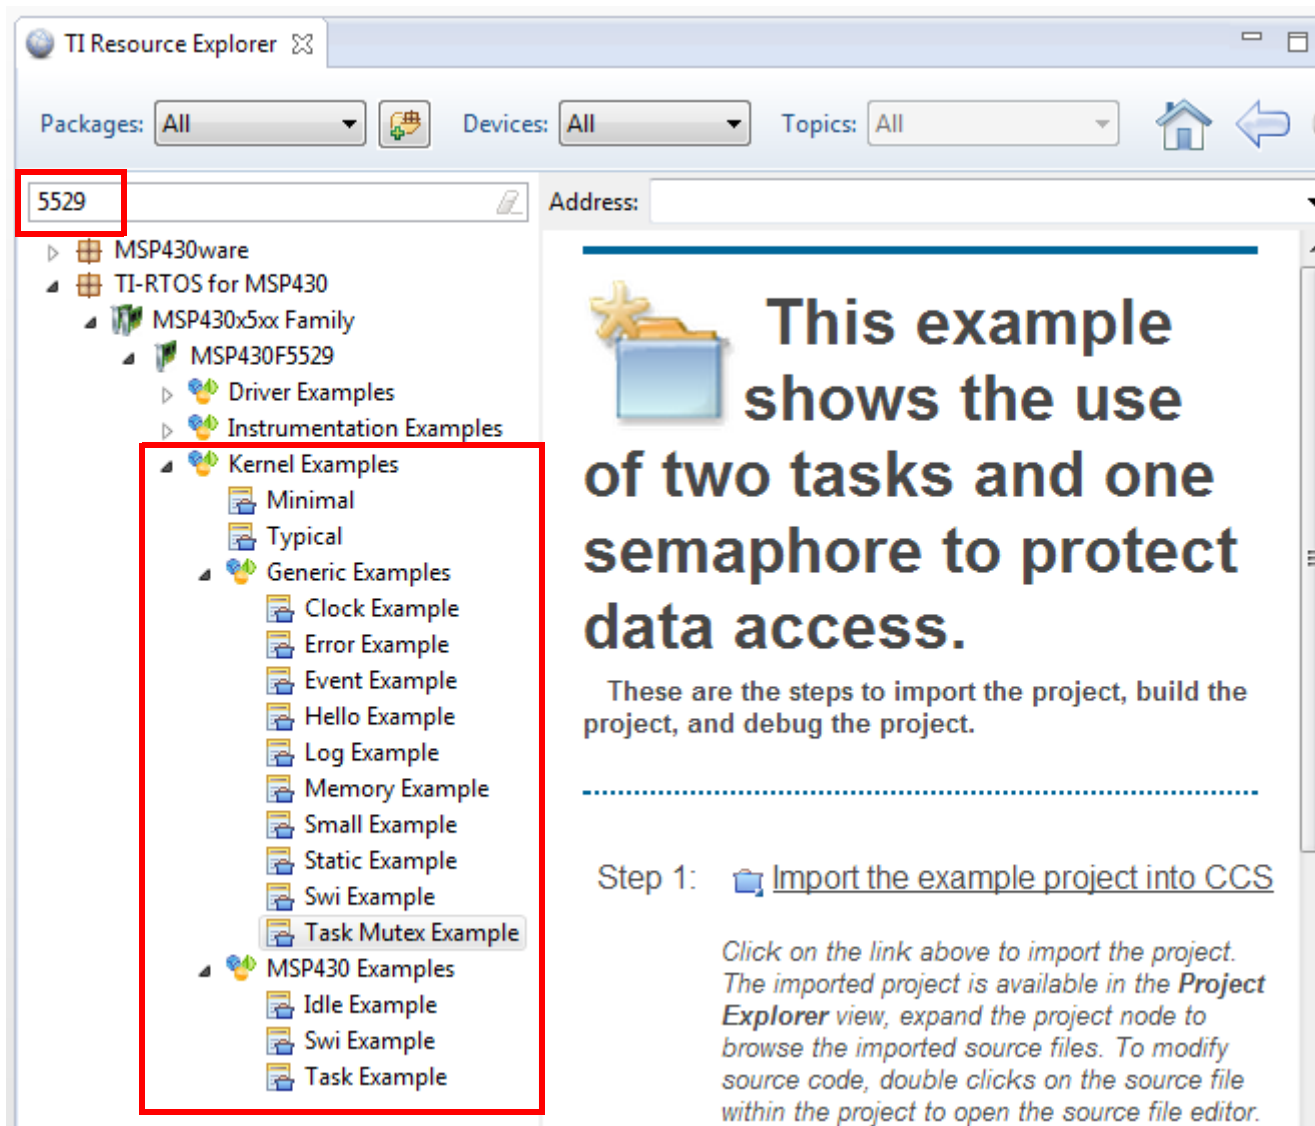 TI Resource Explorer
Packages: All Devices: All Topics: All
5529
Address:
MSP430ware
TI-RTOS for MSP430
MSP430x5xx Family
MSP430F5529
Driver Examples
Instrumentation Examples
Kernel Examples
Minimal
Typical
Generic Examples
Clock Example
Error Example
Event Example
Hello Example
Log Example
Memory Example
Small Example
Static Example
Swi Example
Task Mutex Example
MSP430 Examples
Idle Example
Swi Example
Task Example
This example
shows the use
of two tasks and one
semaphore to protect
data access.
These are the steps to import the project, build the
project, and debug the project.
Step 1: Import the example project into CCS
Click on the link above to import the project.
The imported project is available in the Project
Explorer view, expand the project node to
browse the imported source files. To modify
source code, double clicks on the source file
within the project to open the source file editor.